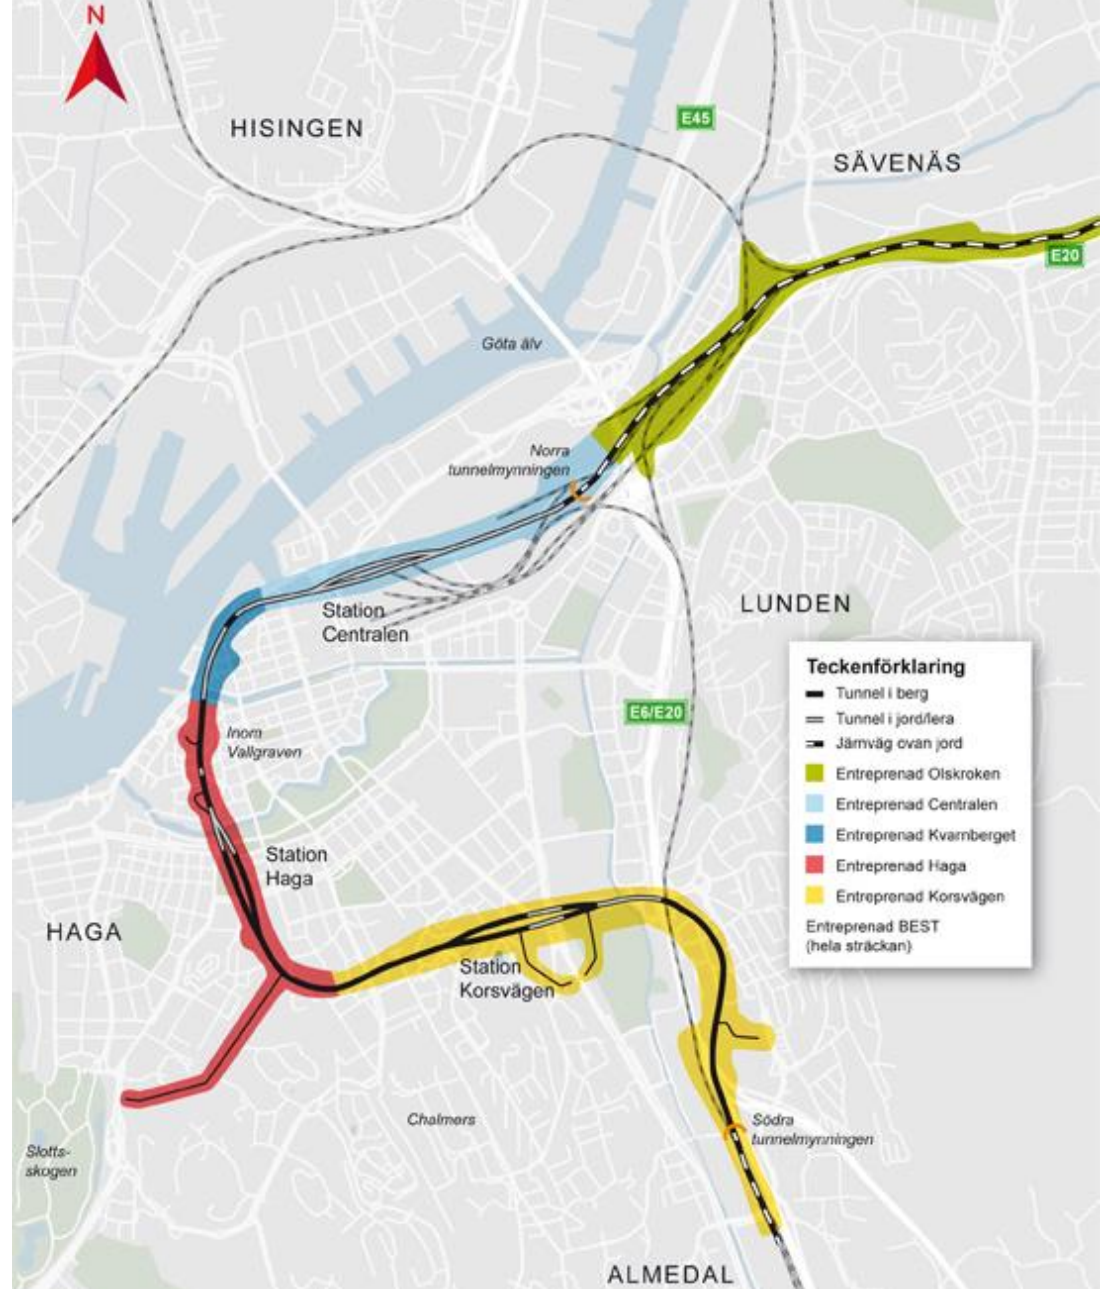 N
E45
HISINGEN
SÄVENÄS
E20
Göta älv
Norra
tunnelmynningen
Station
Centralen
LUNDEN
Teckenförklaring
Tunnel i berg
Tunnel i jord/lera
Järnväg ovan jord
Entreprenad Olskroken
Entreprenad Centralen
Entreprenad Kvarnberget
Entreprenad Haga
Entreprenad Korsvägen
Entreprenad BEST
(hela sträckan)
E6/E20
Inom
Vallgraven
Station
Haga
HAGA
Station
Korsvägen
Chalmers
Södra
tunnelmynningen
Slotts-
skogen
ALMEDAL